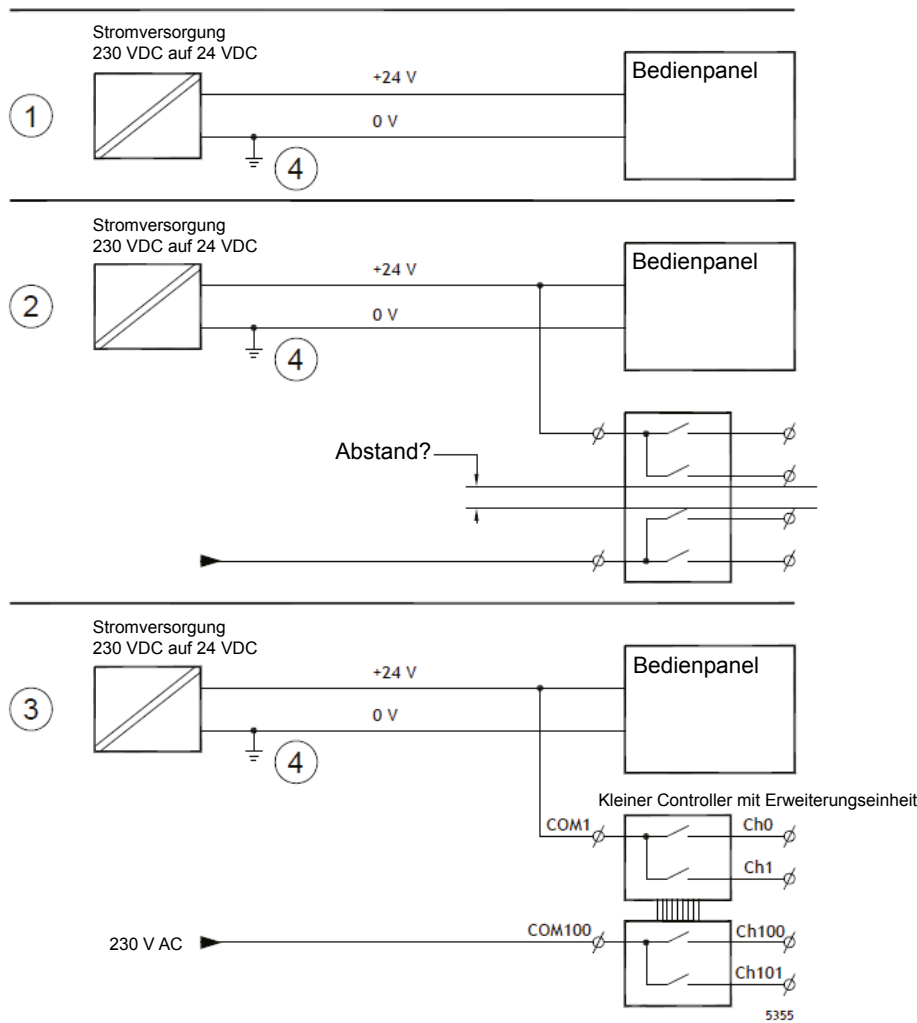 Stromversorgung
230 VDC auf 24 VDC
+24 V
Bedienpanel
1
0 V
4
Stromversorgung
230 VDC auf 24 VDC
+24 V
Bedienpanel
2
0 V
4
Abstand?
Stromversorgung
230 VDC auf 24 VDC
+24 V
Bedienpanel
3
0 V
4
Kleiner Controller mit Erweiterungseinheit
COM1
Ch0
Ch1
230 V AC
COM100
Ch100
Ch101
5355